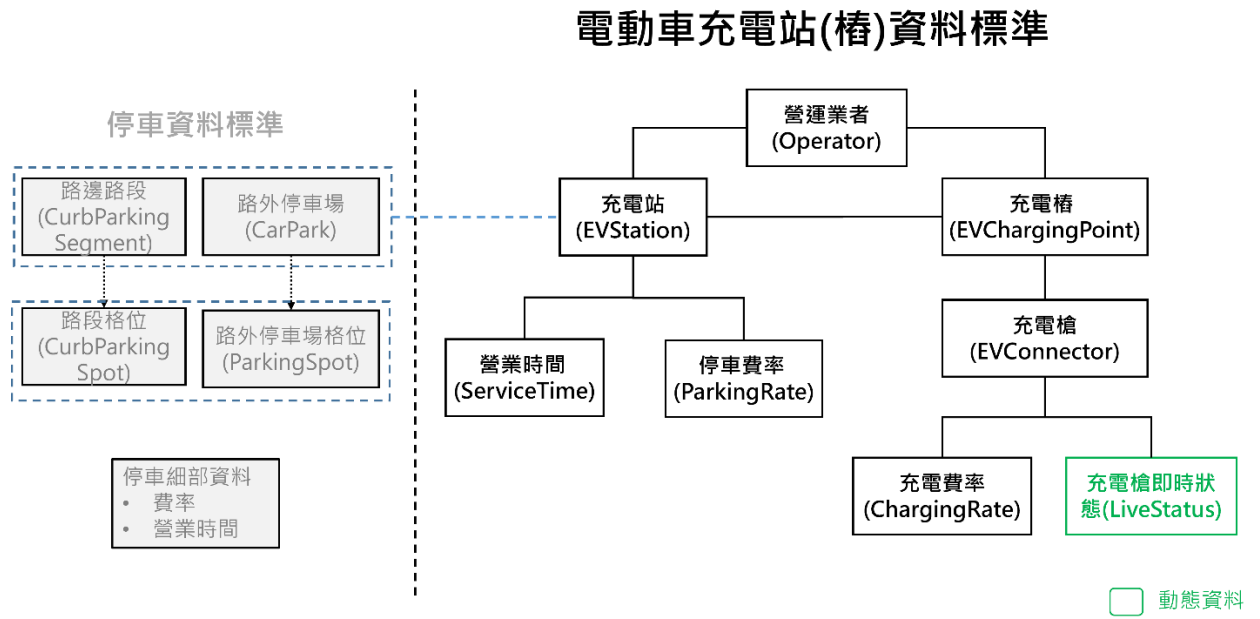 電動車充電站(樁)資料標準
停車資料標準
路邊路段
(CurbParking
Segment)
路外停車場
(CarPark)
路段格位
(CurbParking
Spot)
路外停車場格位
(ParkingSpot)
停車細部資料
• 費率
• 營業時間
營運業者
(Operator)
充電站
(EVStation)
充電樁
(EVChargingPoint)
營業時間
(ServiceTime)
停車費率
(ParkingRate)
充電槍
(EVConnector)
充電費率
(ChargingRate)
充電槍即時狀
態(LiveStatus)
動態資料